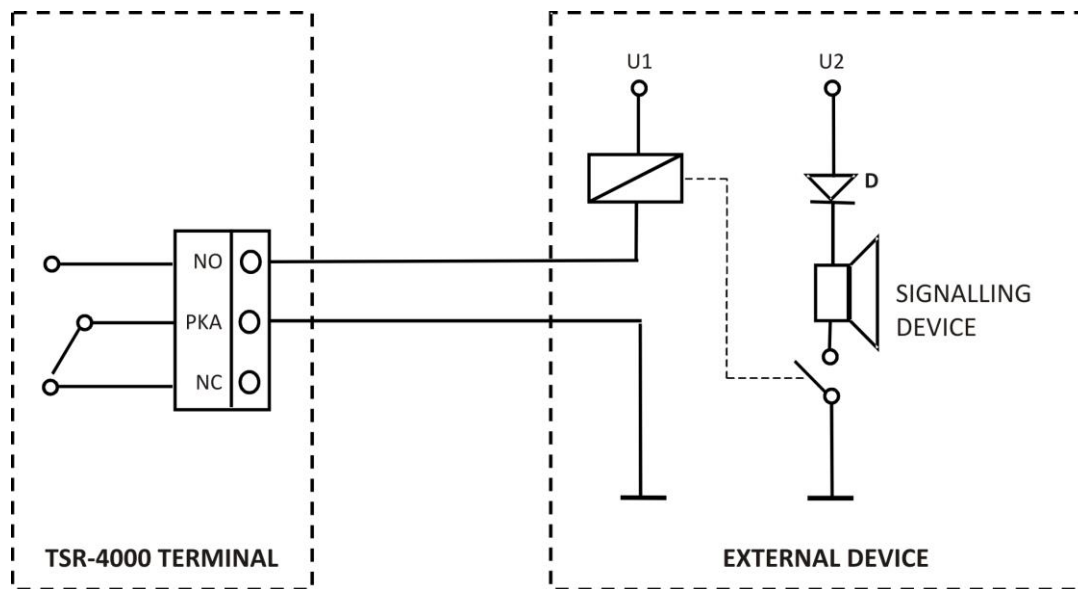 U1
U2
D
NO
PKA
NC
SIGNALLING
DEVICE
TSR-4000 TERMINAL
EXTERNAL DEVICE